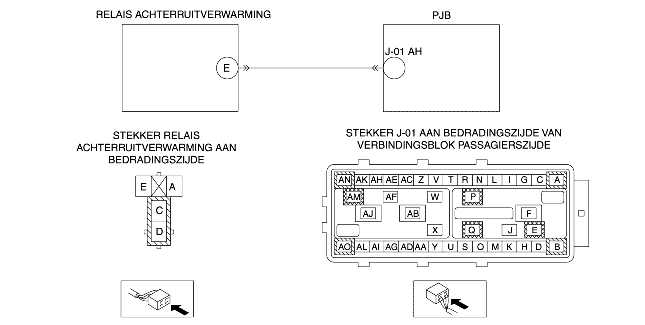 RELAIS ACHTERRUITVERWARMING
PJB
E
J-01 AH
STEKKER RELAIS
ACHTERRUITVERWARMING AAN
BEDRADINGSZIJDE
STEKKER J-01 AAN BEDRADINGSZIJDE VAN
VERBINDINGSBLOK PASSAGIERSZIJDE
E A
C
D
AN AK AH AE AC Z V T R N L I G C A
AM AF W P
AJ AB F
X Q J E
AO AL AI AG AD AA Y U S O M K H D B